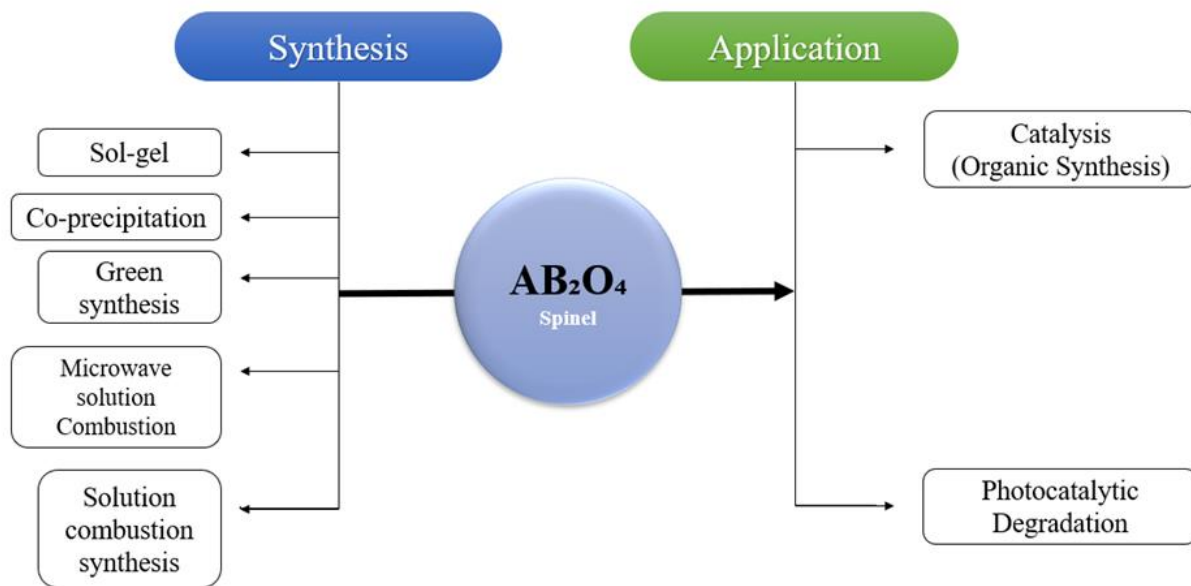 Synthesis
Application
Sol-gel
Co-precipitation
Green
synthesis
Microwave
solution
Combustion
Solution
combustion
synthesis
AB₂O₄
Spinel
Catalysis
(Organic Synthesis)
Photocatalytic
Degradation